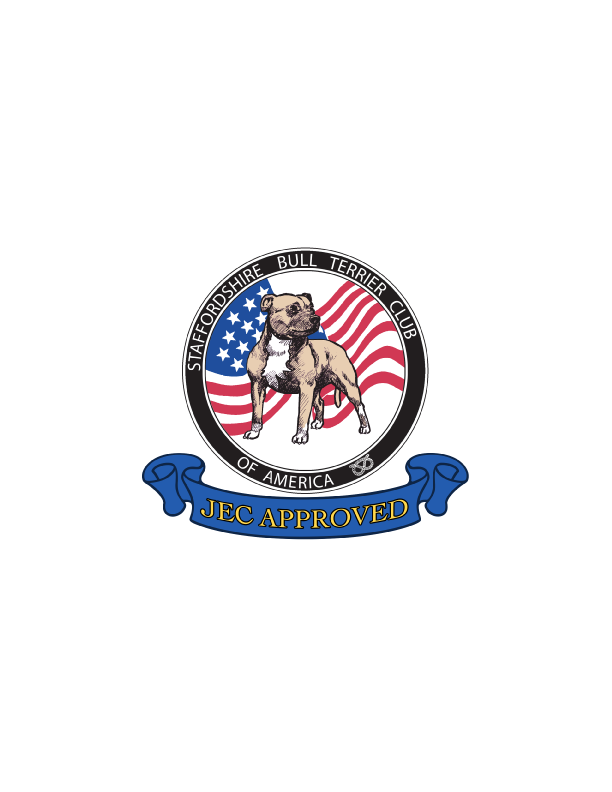 STAFFORDSHIRE BULL TERRIER CLUB
OF AMERICA
JEC APPROVED